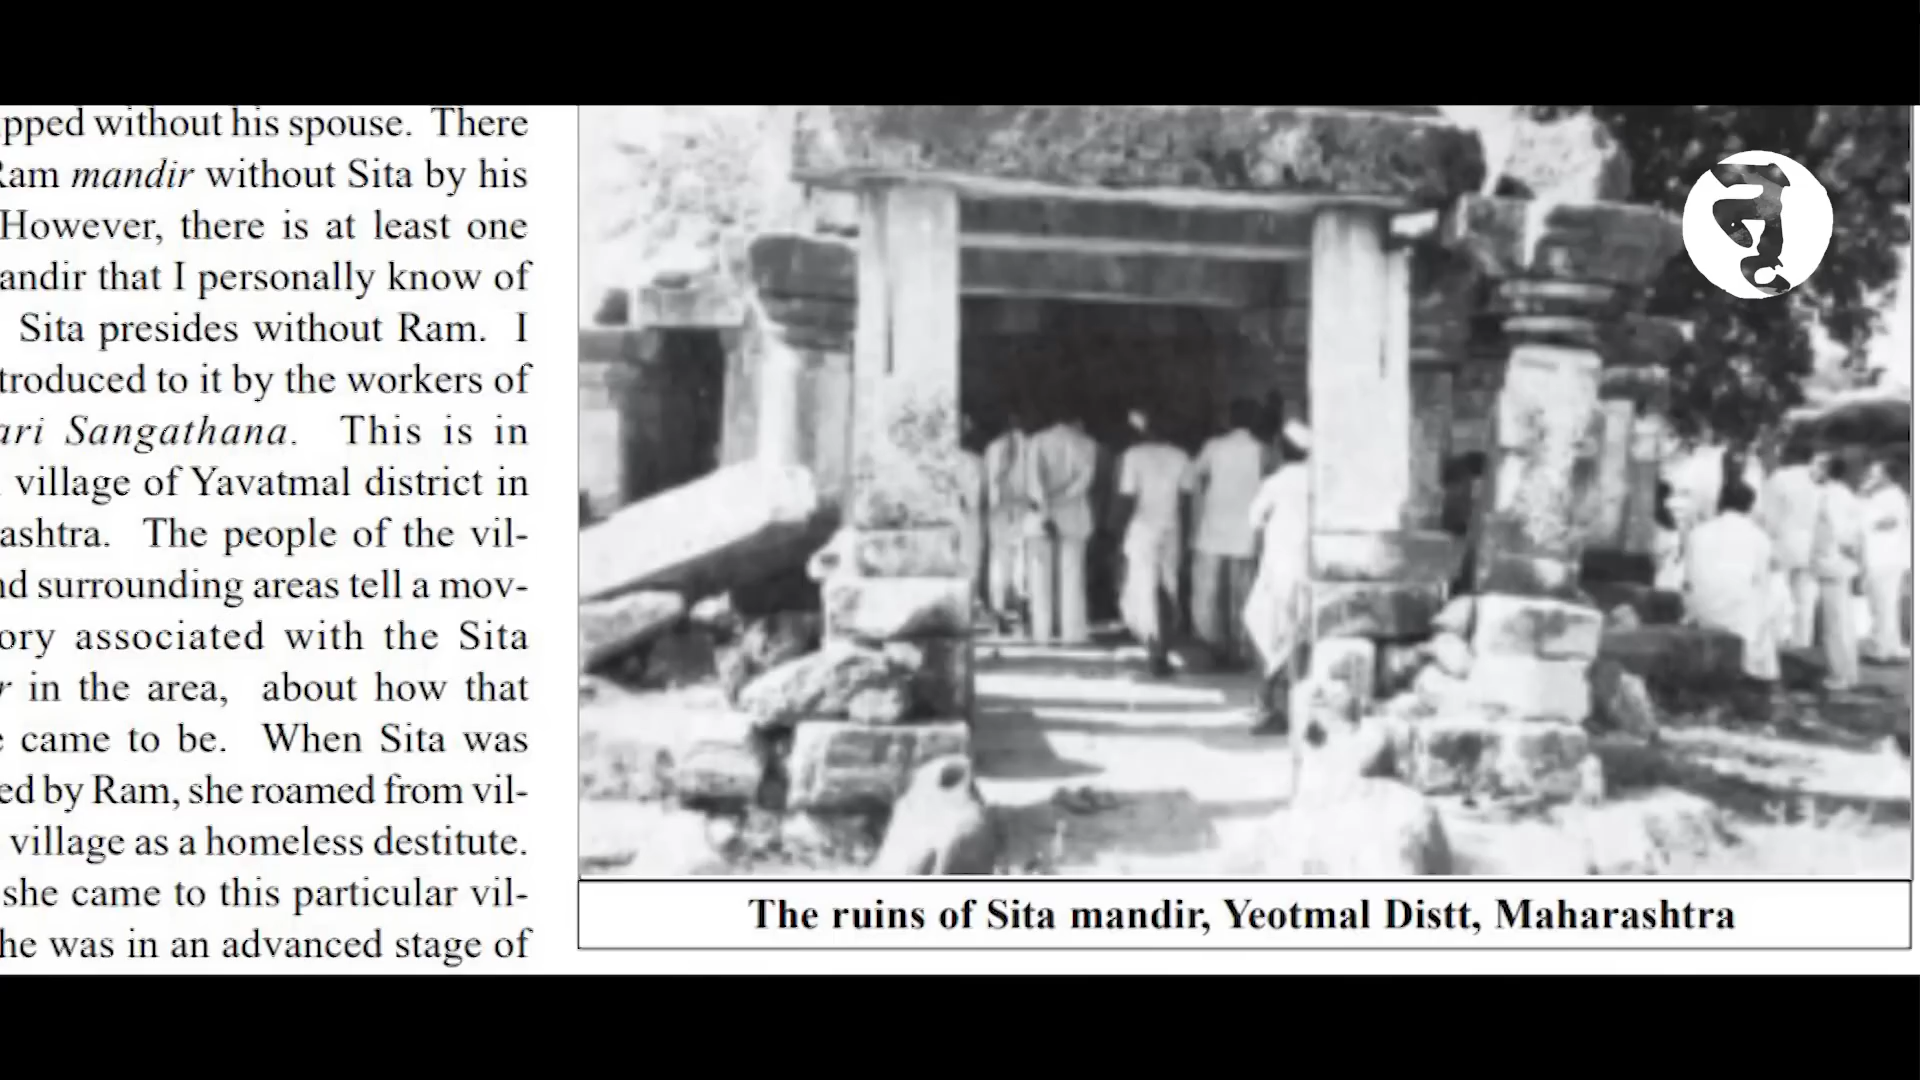 pped without his spouse. There
Ram mandir without Sita by his
However, there is at least one
andir that I personally know of
Sita presides without Ram. I
troduced to it by the workers of
ari Sangathana. This is in
village of Yavatmal district in
ashtra. The people of the vil-
nd surrounding areas tell a mov-
ory associated with the Sita
r in the area, about how that
e came to be. When Sita was
ed by Ram, she roamed from vil-
village as a homeless destitute.
she came to this particular vil-
he was in an advanced stage of
The ruins of Sita mandir, Yeotmal Distt, Maharashtra